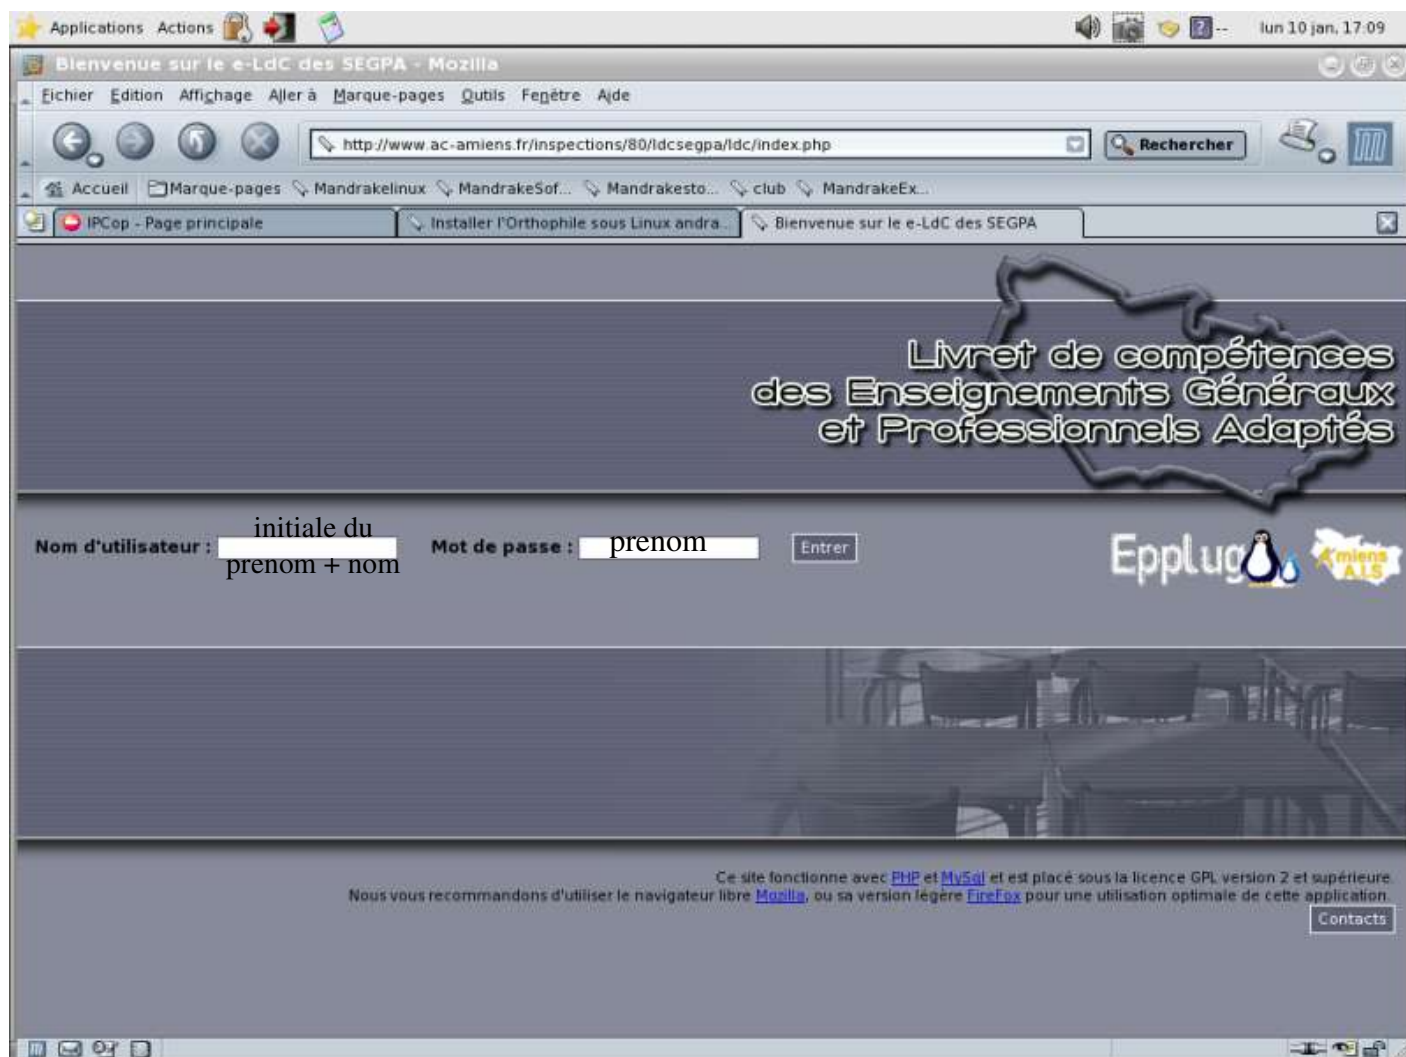 Applications Actions -- lun 10 jan, 17:09
Bienvenue sur le e-LdC des SEGPA - Mozilla
Fichier Edition Affichage Aller à Marque-pages Outils Fenêtre Aide
http://www.ac-amiens.fr/inspections/80/ldcsegpa/ldc/index.php Rechercher
Accueil Marque-pages Mandrakelinux MandrakeSof... Mandrakesto... club MandrakeEx...
IPCop - Page principale Installer l'Orthophile sous Linux andra... Bienvenue sur le e-LdC des SEGPA
Livret de compétences
des Enseignements Généraux
et Professionnels Adaptés
Nom d'utilisateur : initiale du
prenom + nom
Mot de passe : prenom Entrer
EppLug Amiens
A.I.S
Ce site fonctionne avec PHP et MySql et est placé sous la licence GPL version 2 et supérieure.
Nous vous recommandons d'utiliser le navigateur libre Mozilla, ou sa version légère FireFox pour une utilisation optimale de cette application.
Contacts